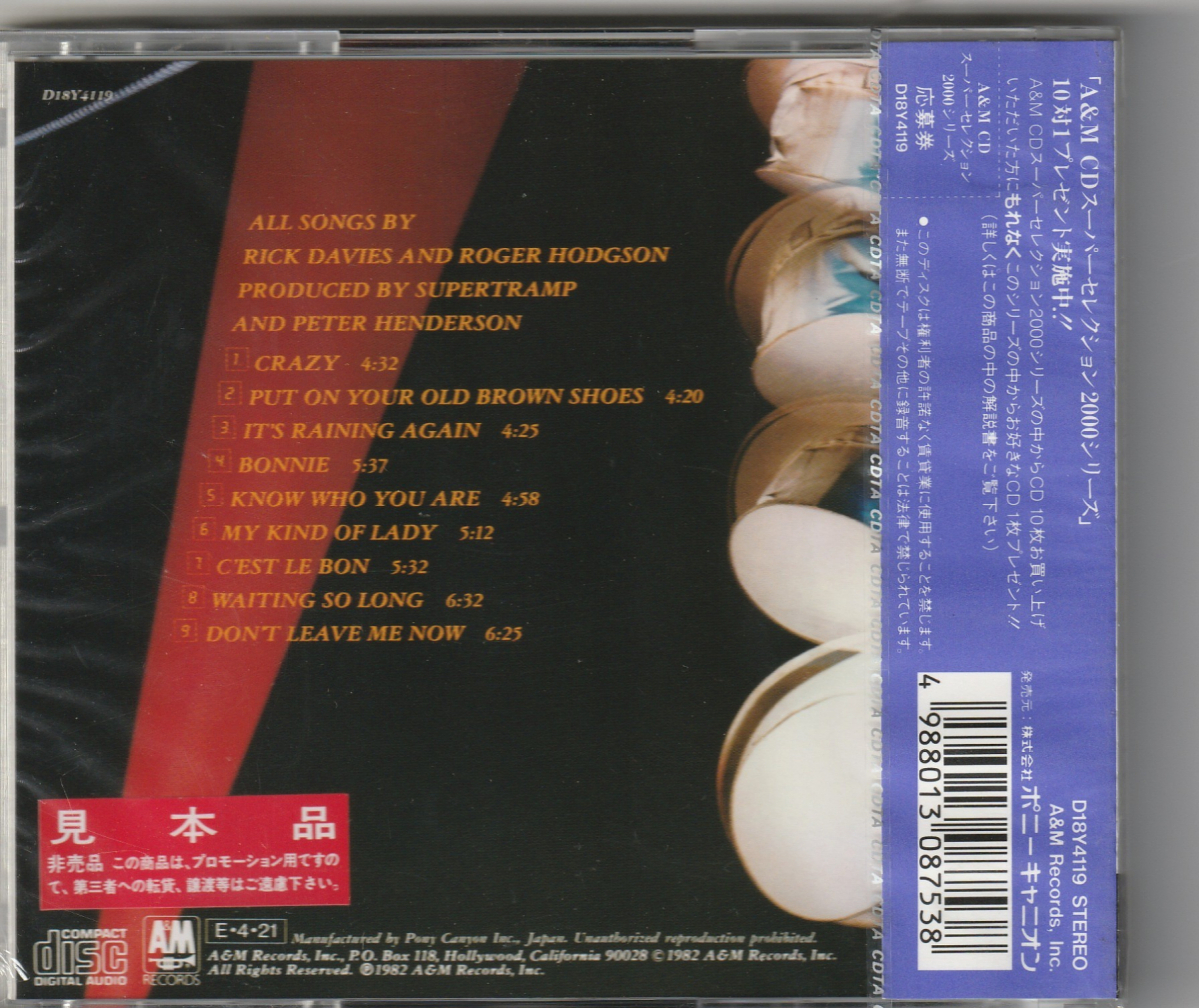 D18Y4119
ALL SONGS BY
RICK DAVIES AND ROGER HODGSON
PRODUCED BY SUPERTRAMP
AND PETER HENDERSON
1 CRAZY 4:32
2 PUT ON YOUR OLD BROWN SHOES 4:20
3 IT'S RAINING AGAIN 4:25
4 BONNIE 5:37
5 KNOW WHO YOU ARE 4:58
6 MY KIND OF LADY 5:12
7 C'EST LE BON 5:32
8 WAITING SO LONG 6:32
9 DON'T LEAVE ME NOW 6:25
見本品
非売品 この商品は、プロモーション用ですの
で、第三者への転貸、譲渡等はご遠慮下さい。
COMPACT
disc
DIGITAL AUDIO
A&M
RECORDS
E・4・21
Manufactured by Pony Canyon Inc., Japan. Unauthorized reproduction prohibited.
A&M Records, Inc., P.O. Box 118, Hollywood, California 90028 © 1982 A&M Records, Inc.
All Rights Reserved. ℗1982 A&M Records, Inc.
CDTA CDTA CDTA CDTA CDTA CDTA CDTA CDTA CDTA CDTA
「A&M CDスーパーセレクション2000シリーズ」
10対1プレゼント実施中!!
A&M CDスーパーセレクション2000シリーズの中からCD 10枚お買い上げ
いただいた方にもれなくこのシリーズの中からお好きなCD 1枚プレゼント!!
(詳しくはこの商品の中の解説書をご覧下さい)
A&M CD
スーパーセレクション
2000シリーズ
応募券
D18Y4119
●このディスクは権利者の許諾なく賃貸業に使用することを禁じます。
また無断でテープその他に録音することは法律で禁じられています。
D18Y4119 STEREO
A&M Records, Inc.
発売元:株式会社ポニーキャニオン
4 988013 087538